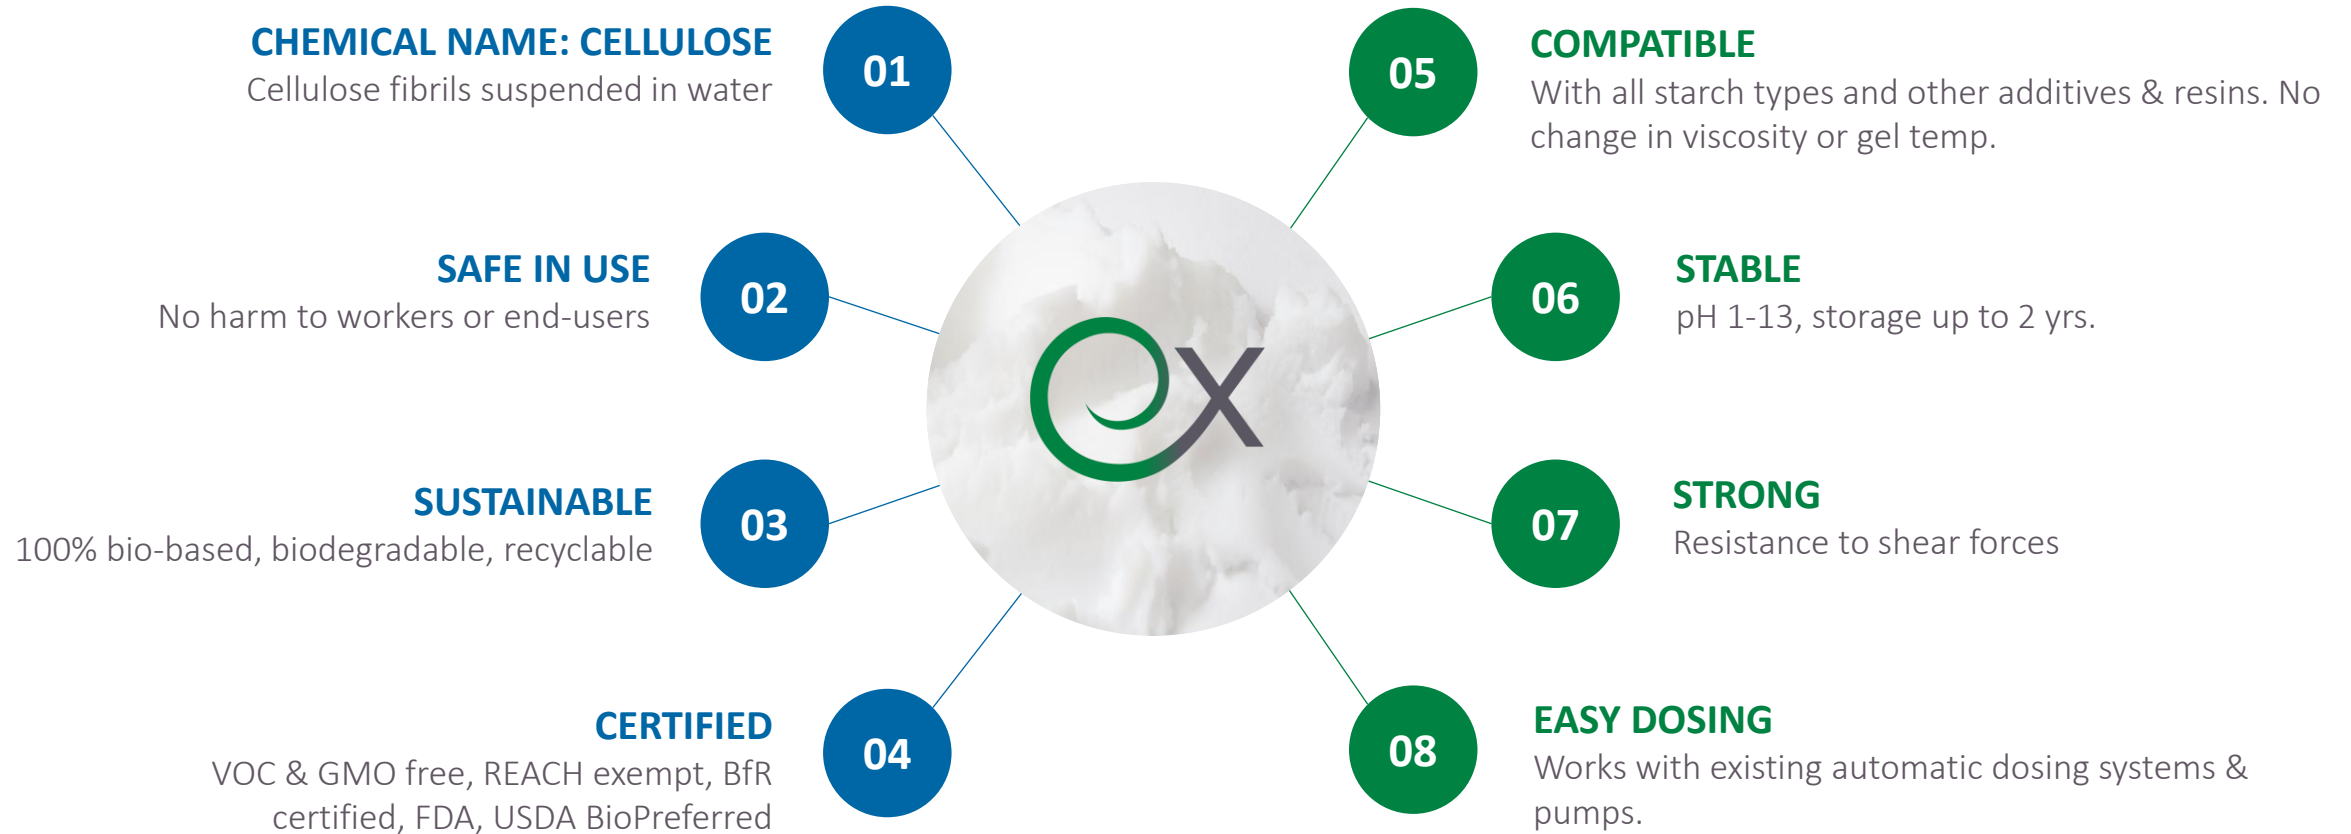 CHEMICAL NAME: CELLULOSE
Cellulose fibrils suspended in water
01
SAFE IN USE
No harm to workers or end-users
02
SUSTAINABLE
100% bio-based, biodegradable, recyclable
03
CERTIFIED
VOC & GMO free, REACH exempt, BfR
certified, FDA, USDA BioPreferred
04
ex
05
COMPATIBLE
With all starch types and other additives & resins. No
change in viscosity or gel temp.
06
STABLE
pH 1-13, storage up to 2 yrs.
07
STRONG
Resistance to shear forces
08
EASY DOSING
Works with existing automatic dosing systems &
pumps.